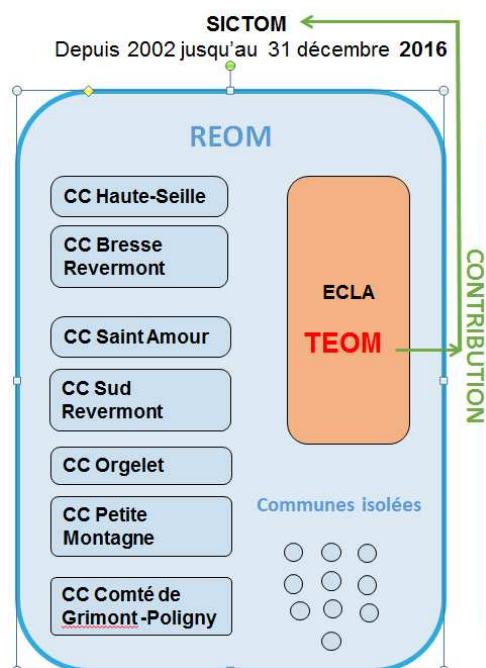 SICTOM
Depuis 2002 jusqu'au 31 décembre 2016
REOM
CC Haute-Seille
CC Bresse
Revermont
CC Saint Amour
CC Sud
Revermont
CC Orgelet
CC Petite
Montagne
CC Comté de
Grimont -Poligny
ECLA
TEOM
CONTRIBUTION
Communes isolées